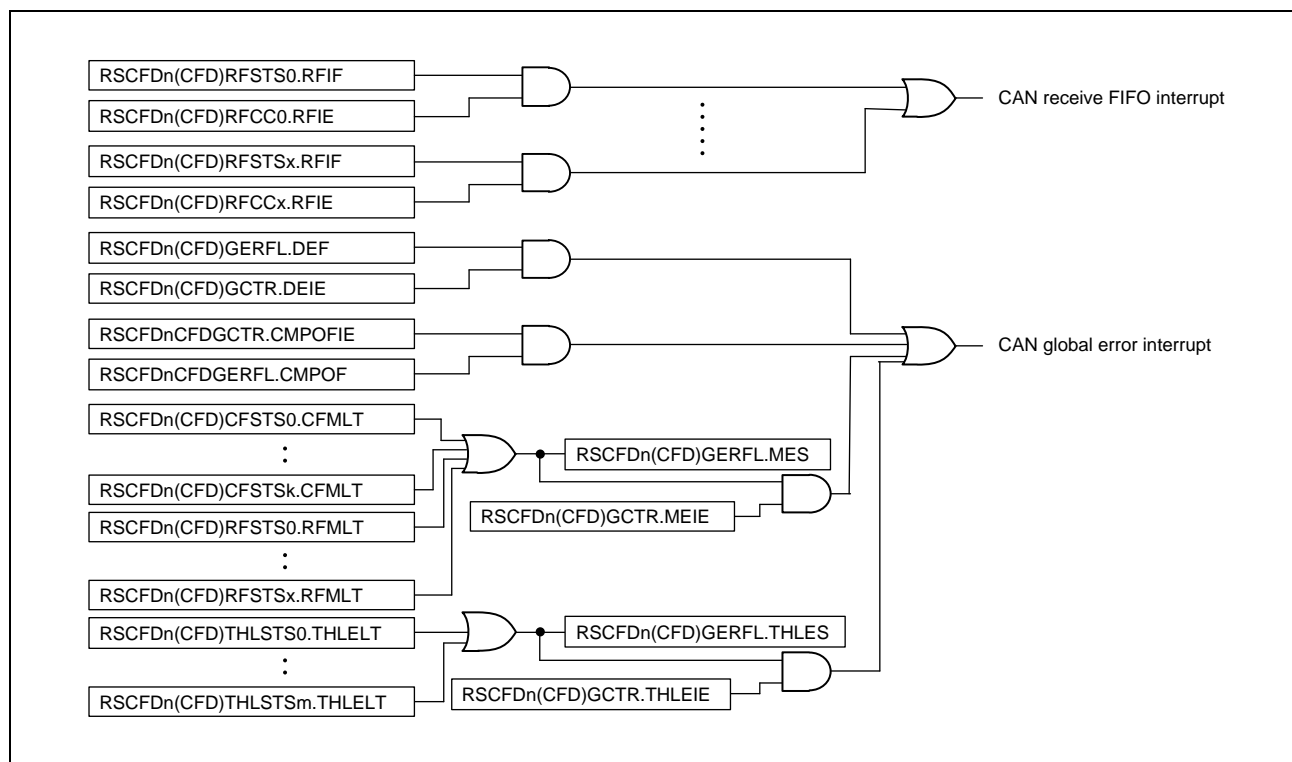 RSCFDn(CFD)RFSTS0.RFIF
RSCFDn(CFD)RFCC0.RFIE
CAN receive FIFO interrupt
RSCFDn(CFD)RFSTSx.RFIF
RSCFDn(CFD)RFCCx.RFIE
RSCFDn(CFD)GERFL.DEF
RSCFDn(CFD)GCTR.DEIE
RSCFDnCFDGCTR.CMPOFIE
CAN global error interrupt
RSCFDnCFDGERFL.CMPOF
RSCFDn(CFD)CFSTS0.CFMLT
RSCFDn(CFD)GERFL.MES
RSCFDn(CFD)CFSTSk.CFMLT
RSCFDn(CFD)GCTR.MEIE
RSCFDn(CFD)RFSTS0.RFMLT
RSCFDn(CFD)RFSTSx.RFMLT
RSCFDn(CFD)THLSTS0.THLELT
RSCFDn(CFD)GERFL.THLES
RSCFDn(CFD)GCTR.THLEIE
RSCFDn(CFD)THLSTSm.THLELT